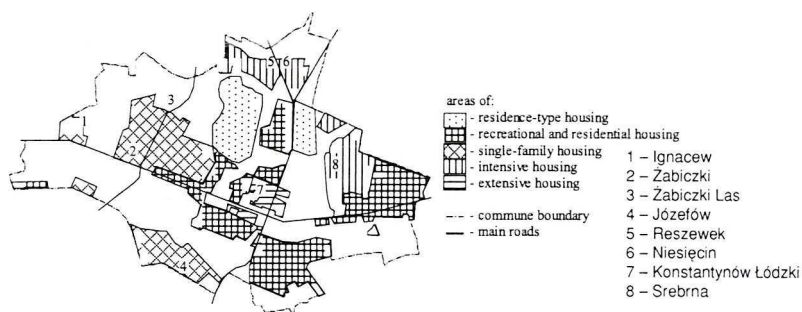 5 6
3
1
2
8
7
4
areas of:
- residence-type housing
- recreational and residential housing
- single-family housing
- intensive housing
- extensive housing
- commune boundary
- main roads
1 – Ignacew
2 – Żabiczki
3 – Żabiczki Las
4 – Józefów
5 – Reszewek
6 – Niesięcin
7 – Konstantynów Łódzki
8 – Srebrna